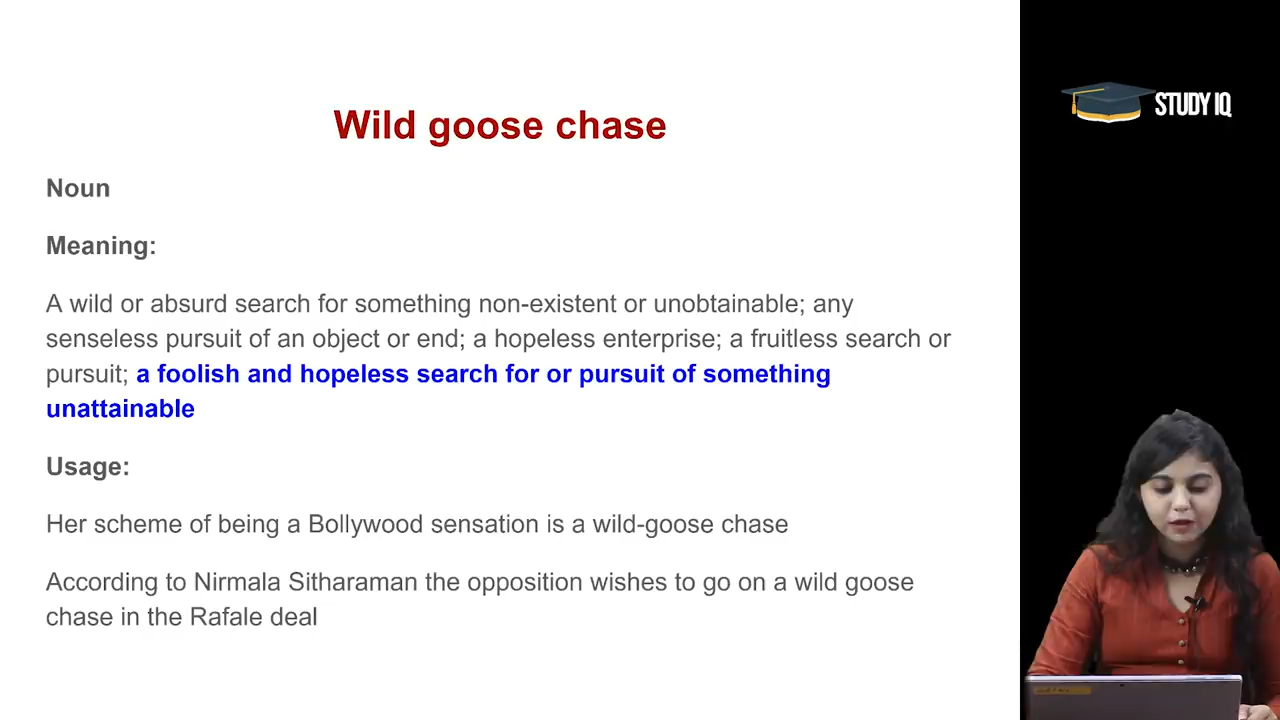 Wild goose chase
STUDY IQ
Noun
Meaning:
A wild or absurd search for something non-existent or unobtainable; any
senseless pursuit of an object or end; a hopeless enterprise; a fruitless search or
pursuit; a foolish and hopeless search for or pursuit of something
unattainable
Usage:
Her scheme of being a Bollywood sensation is a wild-goose chase
According to Nirmala Sitharaman the opposition wishes to go on a wild goose
chase in the Rafale deal